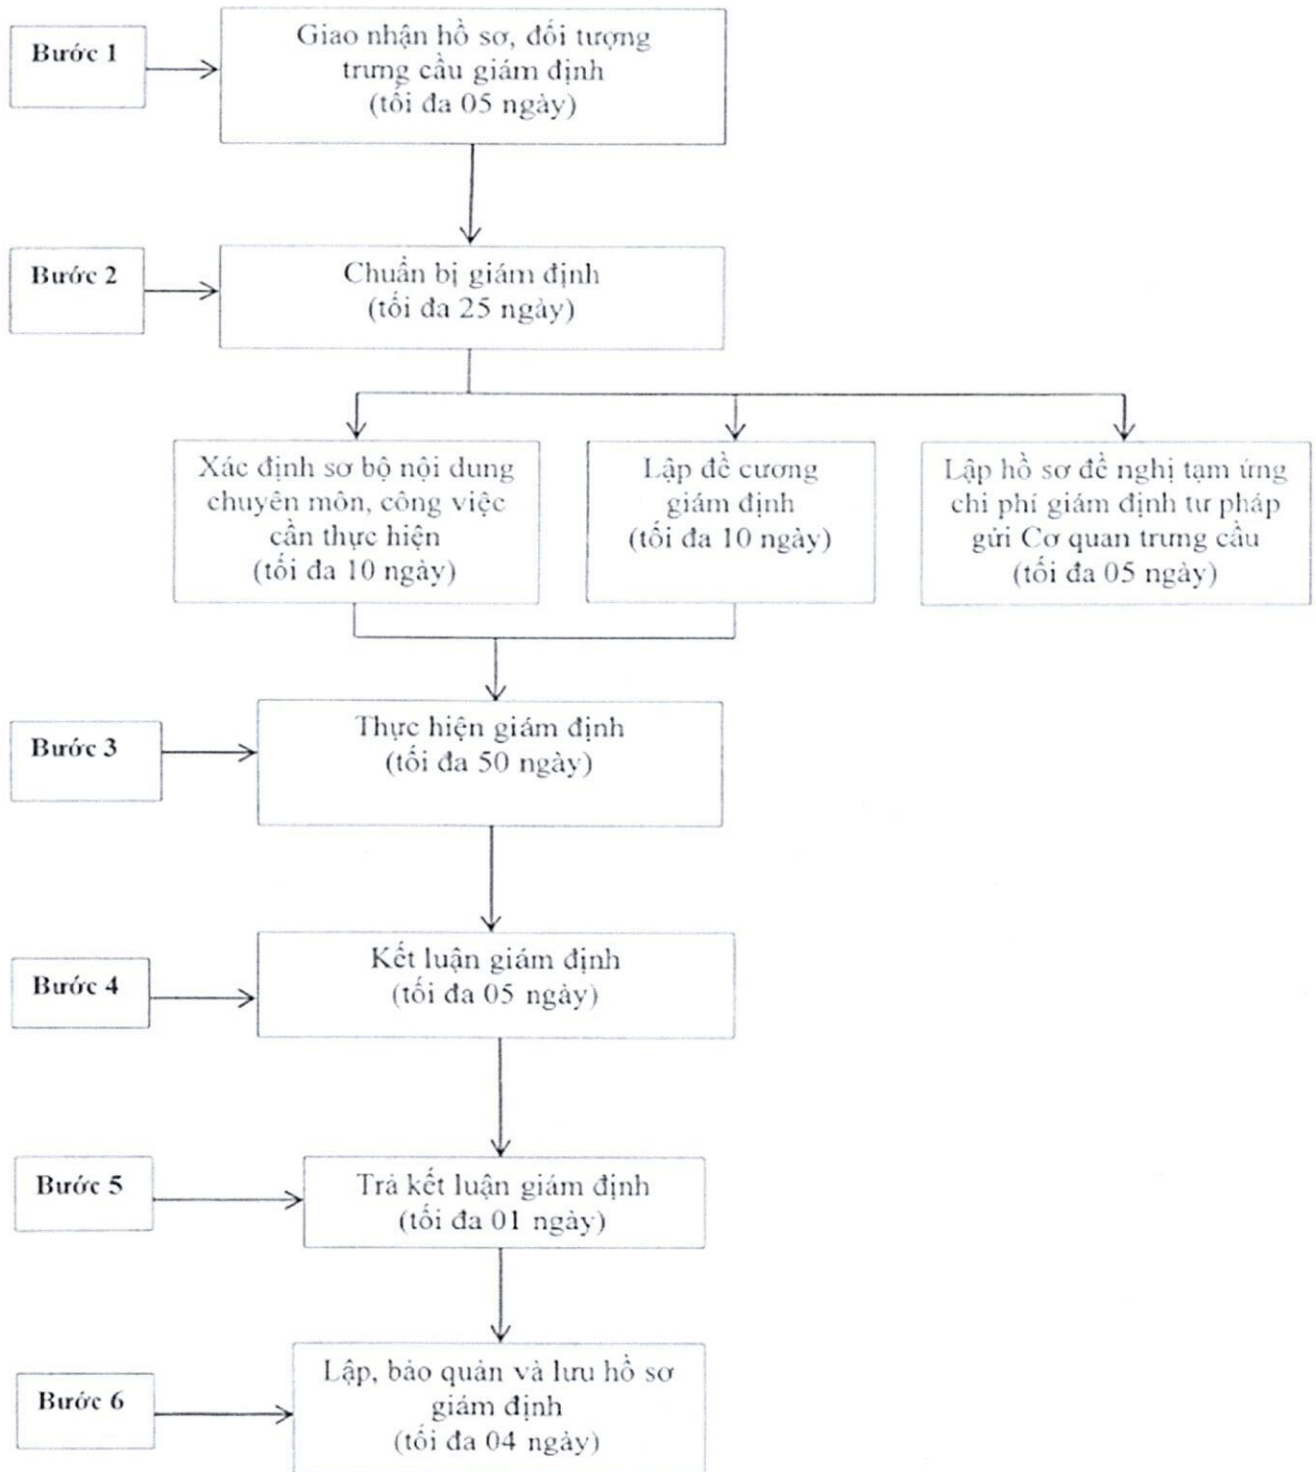 Bước 1
Giao nhận hồ sơ, đối tượng
trưng cầu giám định
(tối đa 05 ngày)
Bước 2
Chuẩn bị giám định
(tối đa 25 ngày)
Xác định sơ bộ nội dung
chuyên môn, công việc
cần thực hiện
(tối đa 10 ngày)
Lập đề cương
giám định
(tối đa 10 ngày)
Lập hồ sơ đề nghị tạm ứng
chi phí giám định tư pháp
gửi Cơ quan trưng cầu
(tối đa 05 ngày)
Bước 3
Thực hiện giám định
(tối đa 50 ngày)
Bước 4
Kết luận giám định
(tối đa 05 ngày)
Bước 5
Trả kết luận giám định
(tối đa 01 ngày)
Bước 6
Lập, bảo quản và lưu hồ sơ
giám định
(tối đa 04 ngày)